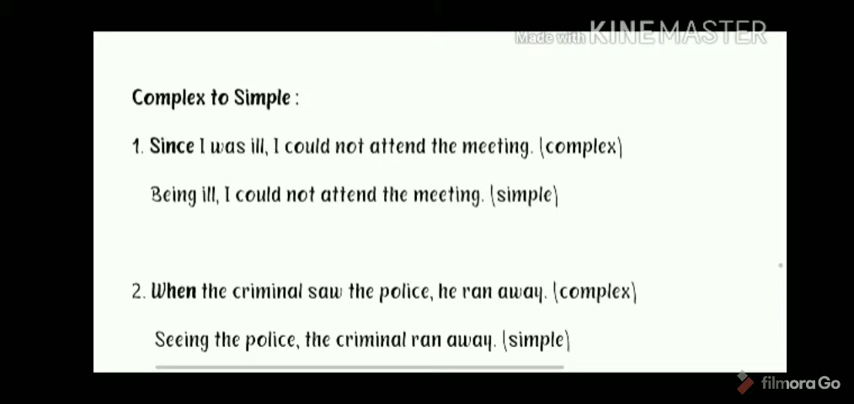 Made with KINEMASTER
Complex to Simple :
1. Since I was ill, I could not attend the meeting. (complex)
Being ill, I could not attend the meeting. (simple)
2. When the criminal saw the police, he ran away. (complex)
Seeing the police, the criminal ran away. (simple)
filmora Go